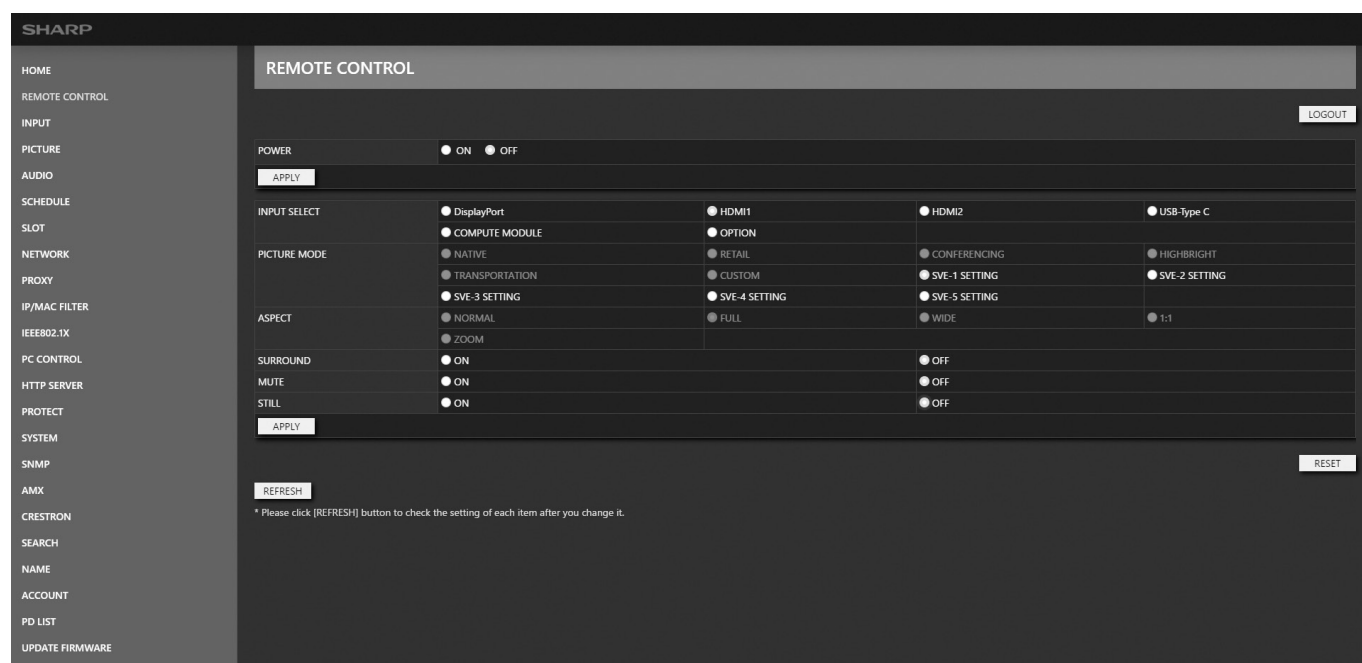 SHARP
HOME
REMOTE CONTROL
INPUT
PICTURE
AUDIO
SCHEDULE
SLOT
NETWORK
PROXY
IP/MAC FILTER
IEEE802.1X
PC CONTROL
HTTP SERVER
PROTECT
SYSTEM
SNMP
AMX
CRESTRON
SEARCH
NAME
ACCOUNT
PD LIST
UPDATE FIRMWARE
REMOTE CONTROL
LOGOUT
POWER ON OFF
APPLY
INPUT SELECT DisplayPort HDMI1 HDMI2 USB-Type C
COMPUTE MODULE OPTION
PICTURE MODE NATIVE RETAIL CONFERENCING HIGHBRIGHT
TRANSPORTATION CUSTOM SVE-1 SETTING SVE-2 SETTING
SVE-3 SETTING SVE-4 SETTING SVE-5 SETTING
ASPECT NORMAL FULL WIDE 1:1
ZOOM
SURROUND ON OFF
MUTE ON OFF
STILL ON OFF
APPLY
RESET
REFRESH
* Please click [REFRESH] button to check the setting of each item after you change it.